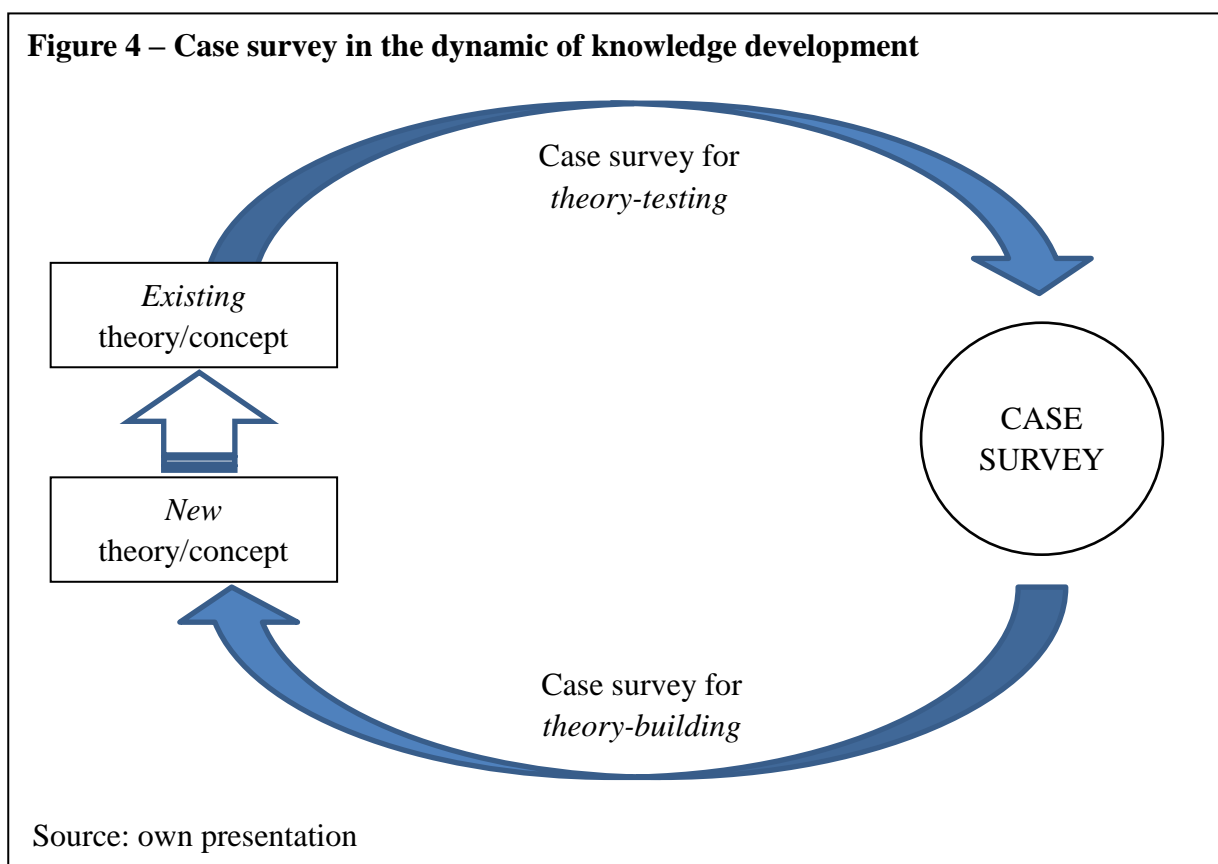 Figure 4 – Case survey in the dynamic of knowledge development
Case survey for
theory-testing
Existing
theory/concept
CASE
SURVEY
New
theory/concept
Case survey for
theory-building
Source: own presentation